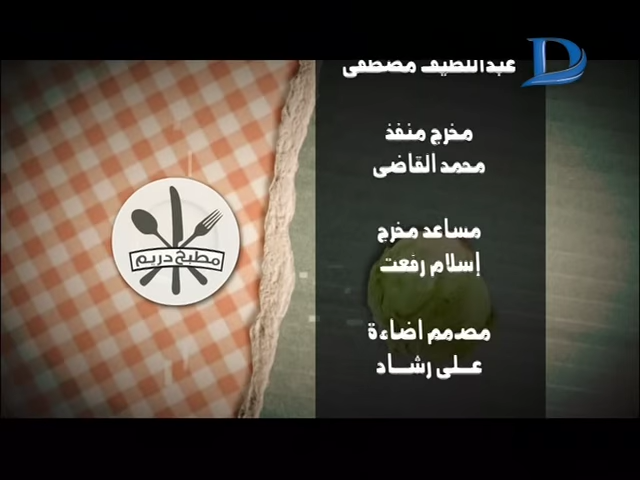 عبداللطيف مصطفى
مخرج منفذ
محمد القاضى
مساعد مخرج
إسلام رفعت
مصمم اضاءة
على رشاد
مطبخ دريم
D